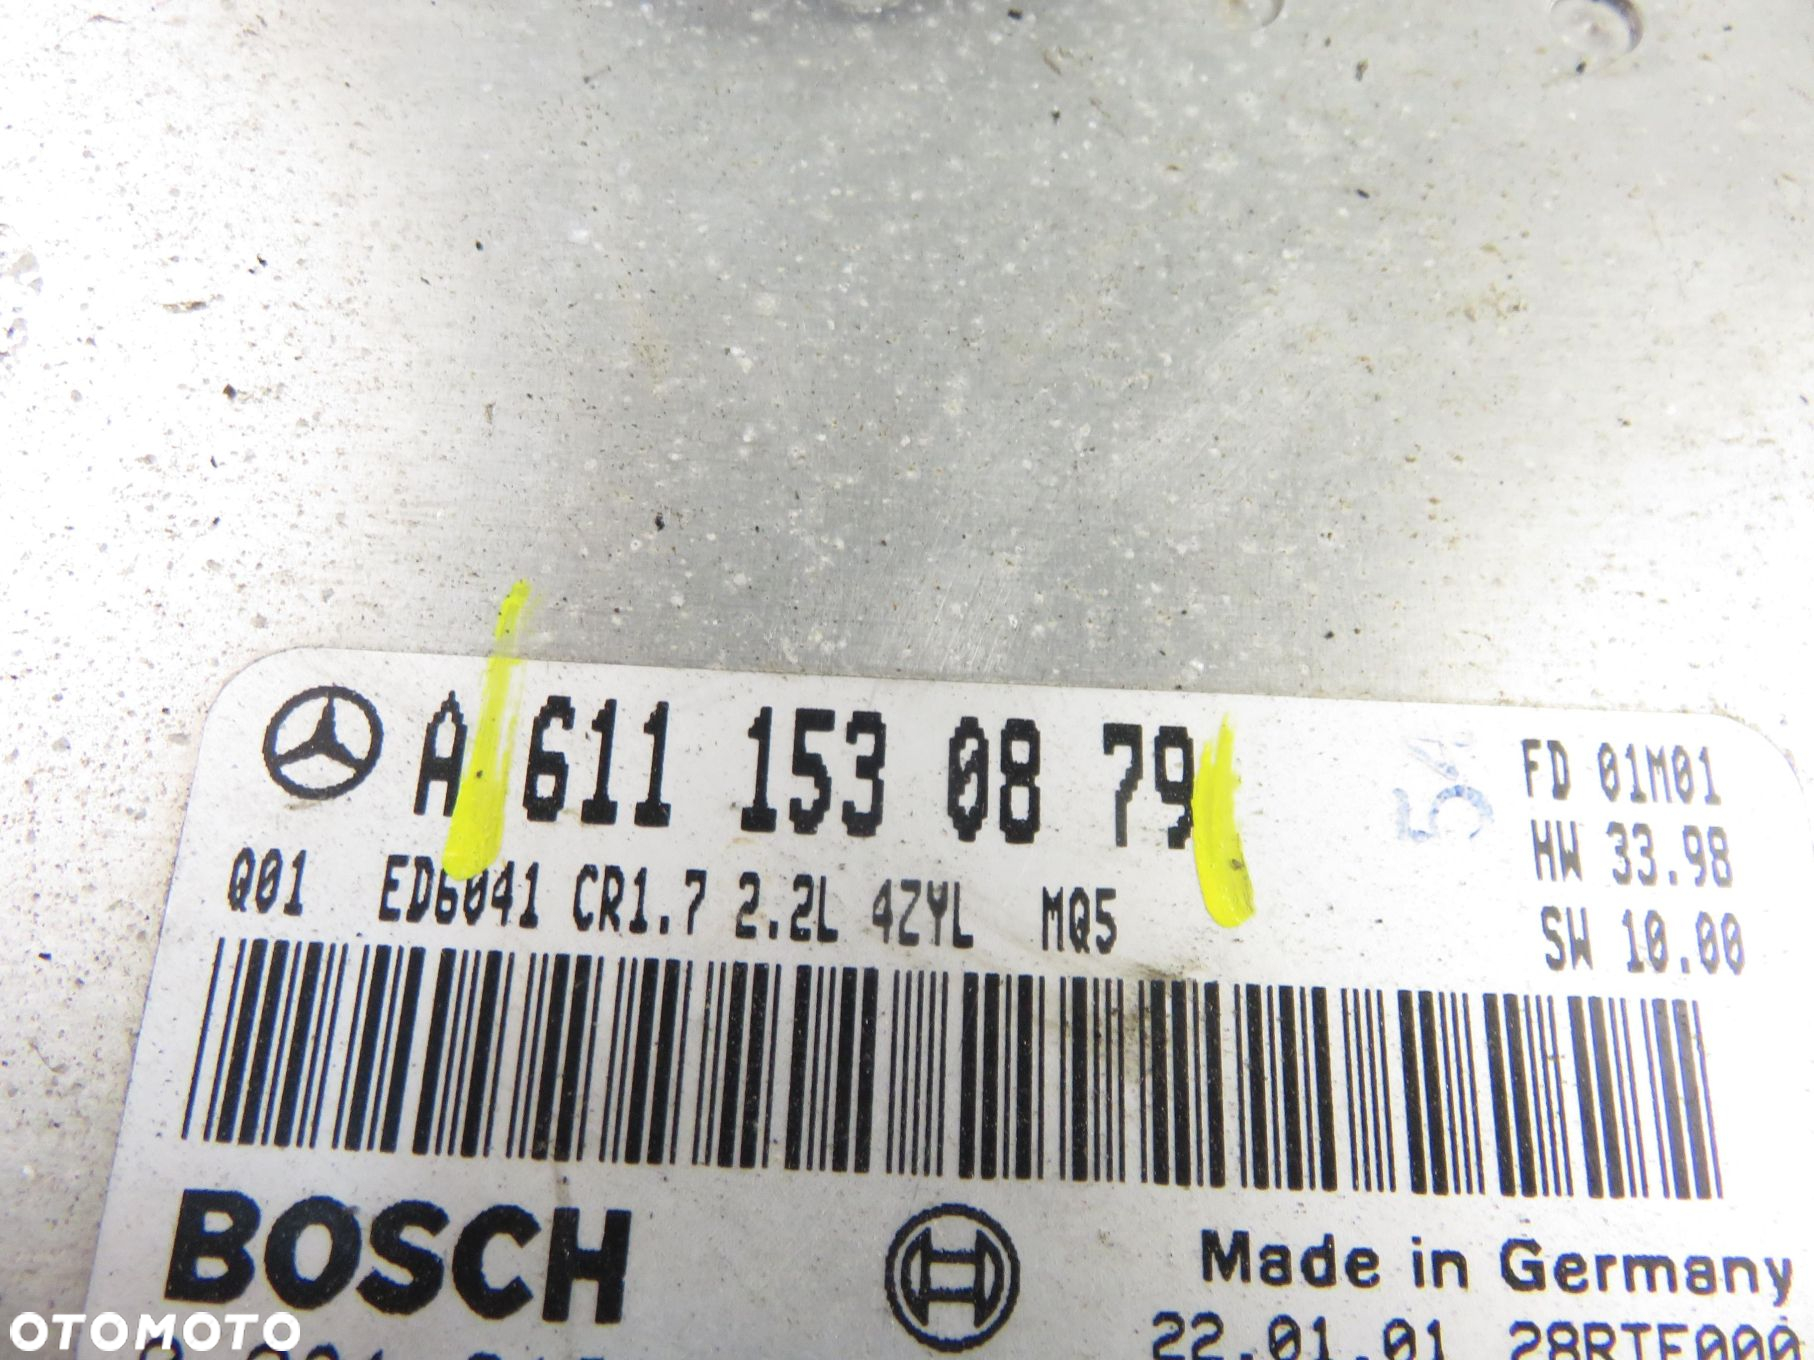 A 611 153 08 79
54
FD 01M01
HW 33.98
SW 10.00
Q01 ED6041 CR1.7 2.2L 4ZYL MQ5
BOSCH
Made in Germany
22.01.01
OTOMOTO